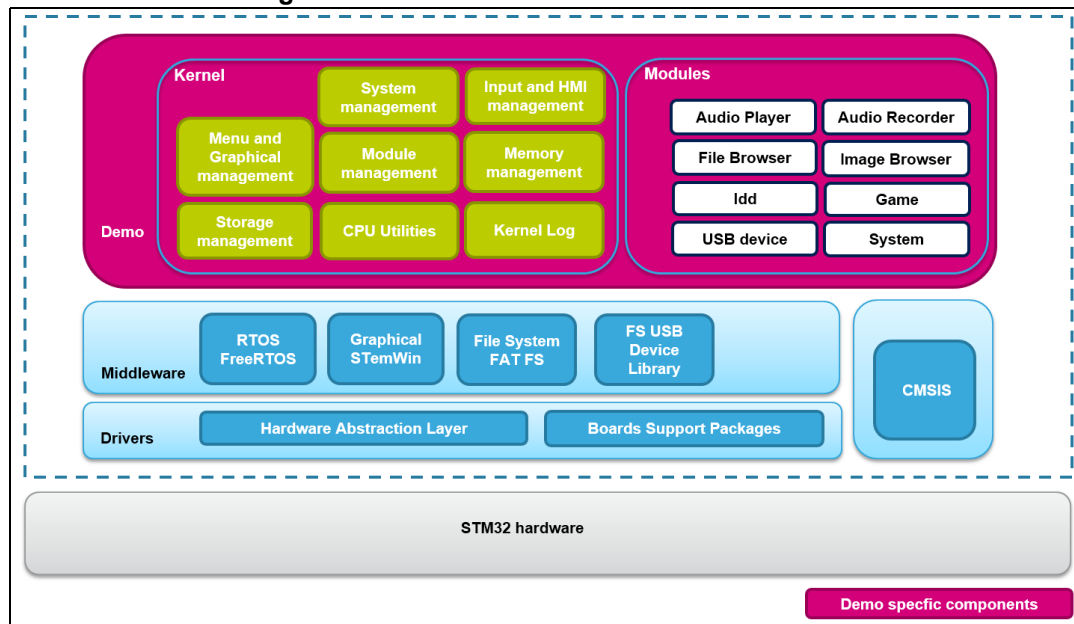 Kernel
System
management
Input and HMI
management
Menu and
Graphical
management
Module
management
Memory
management
Storage
management
CPU Utilities
Kernel Log
Demo
Modules
Audio Player
Audio Recorder
File Browser
Image Browser
Idd
Game
USB device
System
Middleware
RTOS
FreeRTOS
Graphical
STemWin
File System
FAT FS
FS USB
Device
Library
CMSIS
Drivers
Hardware Abstraction Layer
Boards Support Packages
STM32 hardware
Demo specfic components